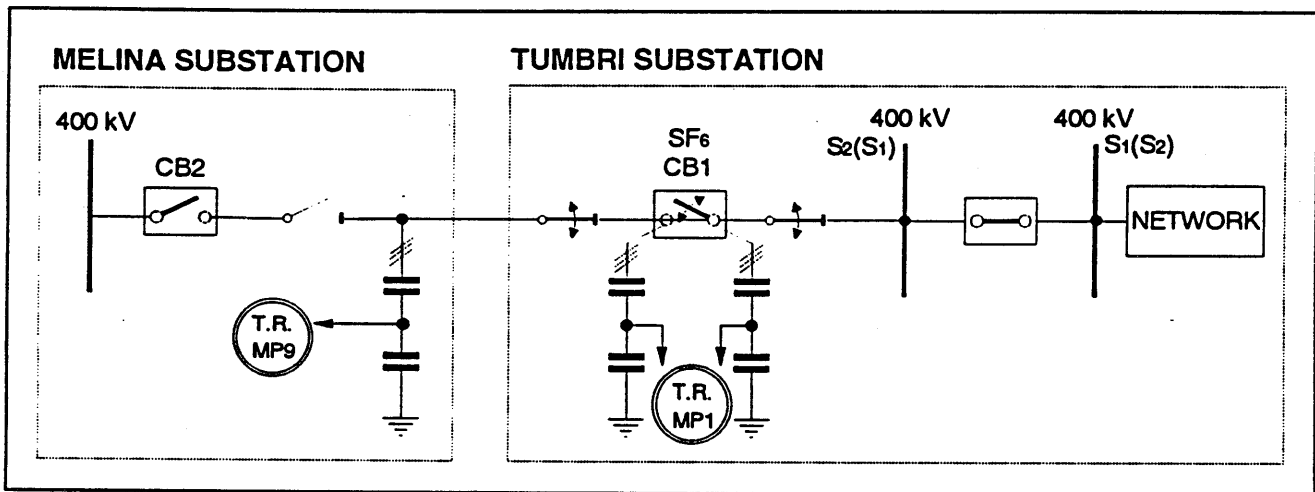 MELINA SUBSTATION
400 kV
CB2
T.R.
MP9
TUMBRI SUBSTATION
SF6
CB1
400 kV
S2(S1)
400 kV
S1(S2)
NETWORK
T.R.
MP1